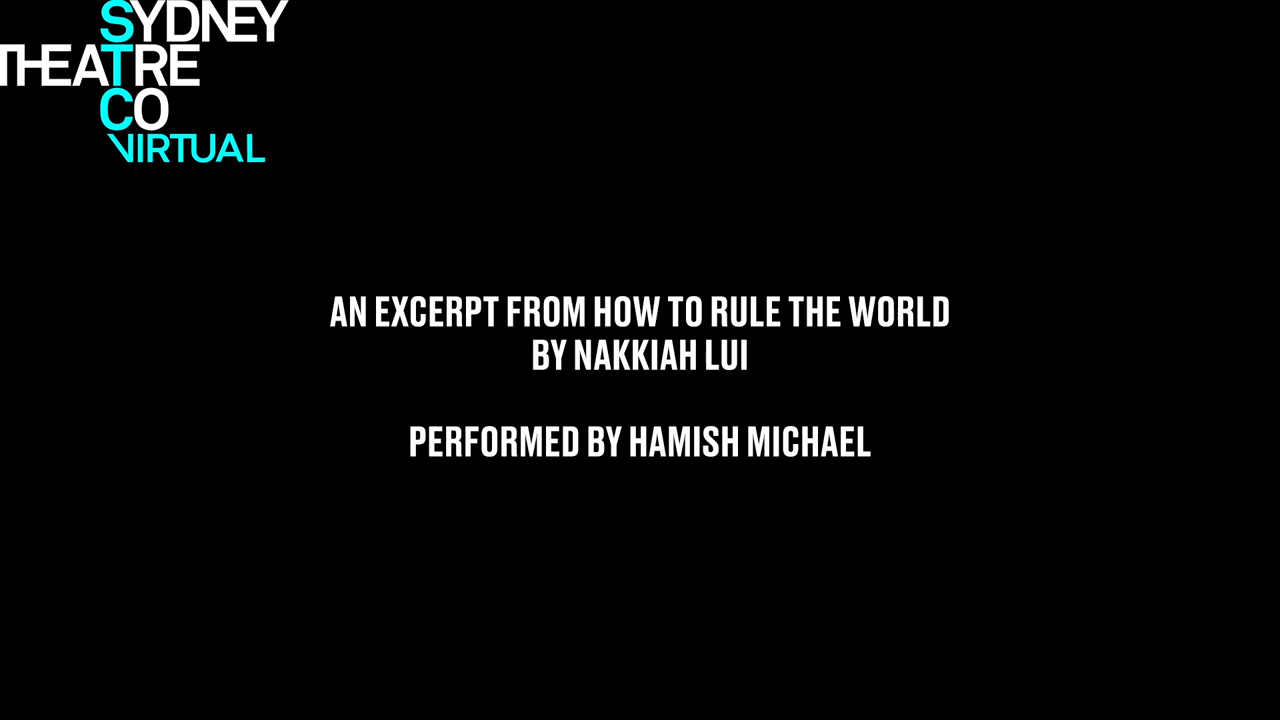 SYDNEY
THEATRE
CO
VIRTUAL
AN EXCERPT FROM HOW TO RULE THE WORLD
BY NAKKIAH LUI
PERFORMED BY HAMISH MICHAEL